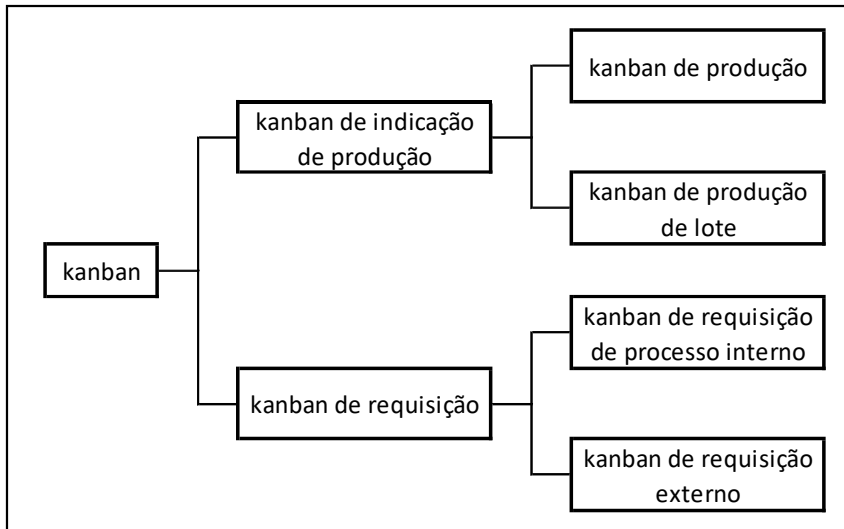 kanban
kanban de indicação
de produção
kanban de produção
kanban de produção
de lote
kanban de requisição
kanban de requisição
de processo interno
kanban de requisição
externo